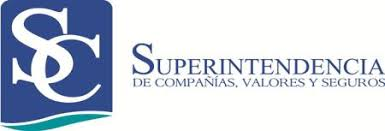 SC
SUPERINTENDENCIA
DE COMPAÑÍAS, VALORES Y SEGUROS